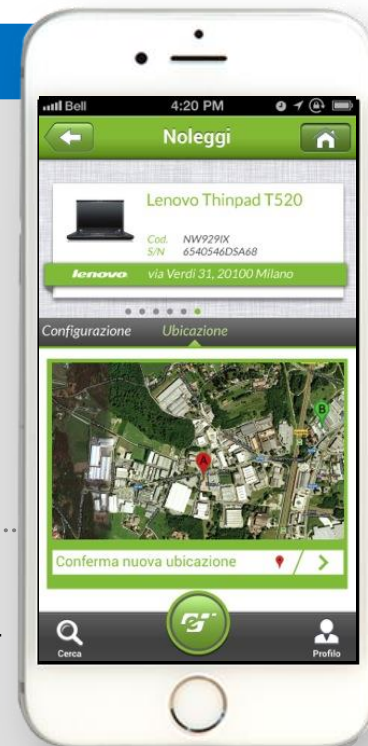 Bell 4:20 PM
Noleggi
Lenovo Thinpad T520
Cod. NW929IX
S/N 6540546DSA68
lenovo via Verdi 31, 20100 Milano
Configurazione Ubicazione
A
B
Conferma nuova ubicazione
Cerca
Profilo